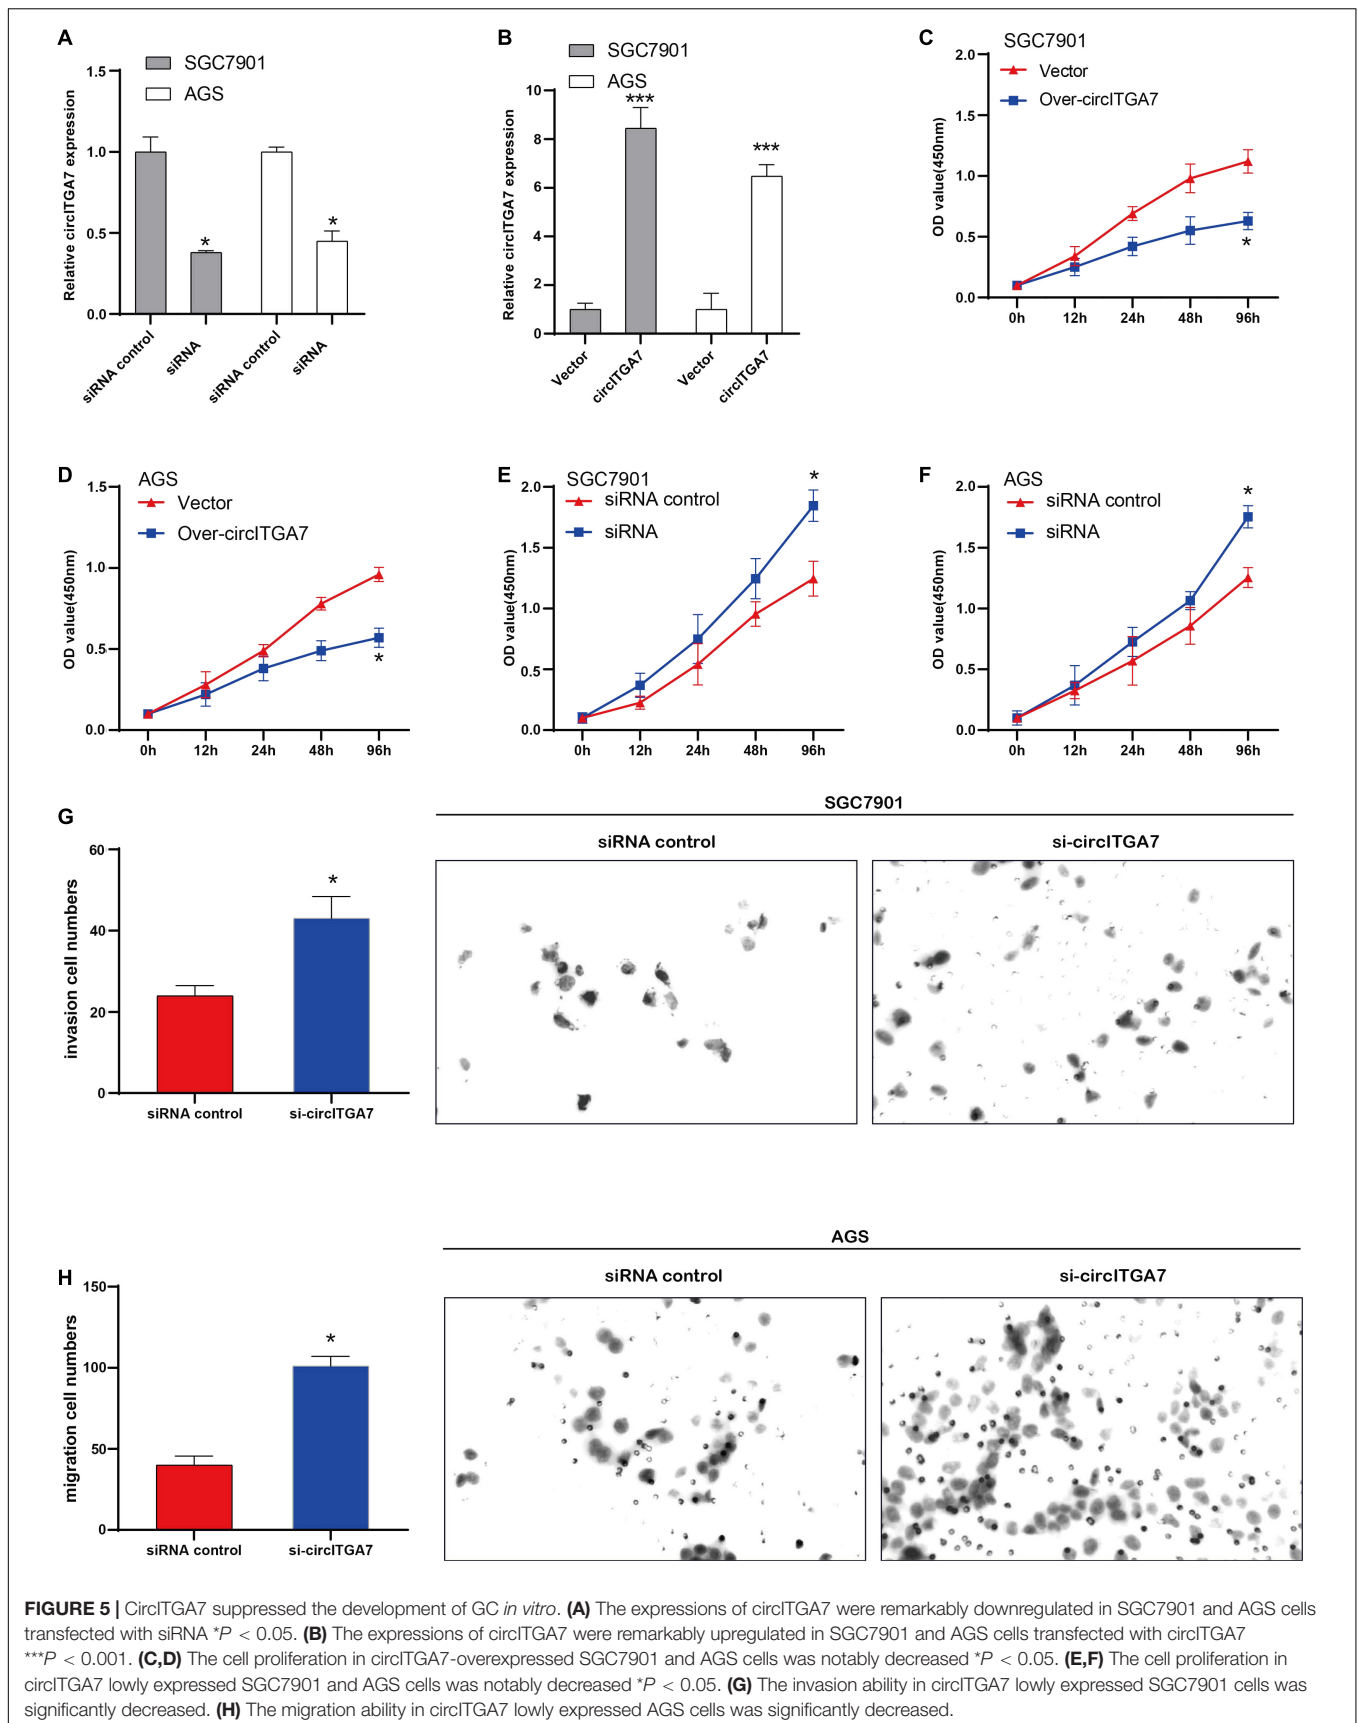 A
SGC7901
AGS
Relative circITGA7 expression
1.5
1.0
0.5
0.0
*
*
siRNA control
siRNA
siRNA control
siRNA
B
SGC7901
AGS
Relative circITGA7 expression
10
8
6
4
2
0
***
***
Vector
circITGA7
Vector
circITGA7
C
SGC7901
Vector
Over-circITGA7
OD value(450nm)
2.0
1.5
1.0
0.5
0.0
*
0h 12h 24h 48h 96h
D
AGS
Vector
Over-circITGA7
OD value(450nm)
1.5
1.0
0.5
0.0
*
0h 12h 24h 48h 96h
E
SGC7901
siRNA control
siRNA
OD value(450nm)
2.0
1.5
1.0
0.5
0.0
*
0h 12h 24h 48h 96h
F
AGS
siRNA control
siRNA
OD value(450nm)
2.0
1.5
1.0
0.5
0.0
*
0h 12h 24h 48h 96h
G
invasion cell numbers
60
40
20
0
*
siRNA control si-circITGA7
SGC7901
siRNA control si-circITGA7
H
migration cell numbers
150
100
50
0
*
siRNA control si-circITGA7
AGS
siRNA control si-circITGA7
FIGURE 5 | CircITGA7 suppressed the development of GC in vitro. (A) The expressions of circITGA7 were remarkably downregulated in SGC7901 and AGS cells
transfected with siRNA *P < 0.05. (B) The expressions of circITGA7 were remarkably upregulated in SGC7901 and AGS cells transfected with circITGA7
***P < 0.001. (C,D) The cell proliferation in circITGA7-overexpressed SGC7901 and AGS cells was notably decreased *P < 0.05. (E,F) The cell proliferation in
circITGA7 lowly expressed SGC7901 and AGS cells was notably decreased *P < 0.05. (G) The invasion ability in circITGA7 lowly expressed SGC7901 cells was
significantly decreased. (H) The migration ability in circITGA7 lowly expressed AGS cells was significantly decreased.